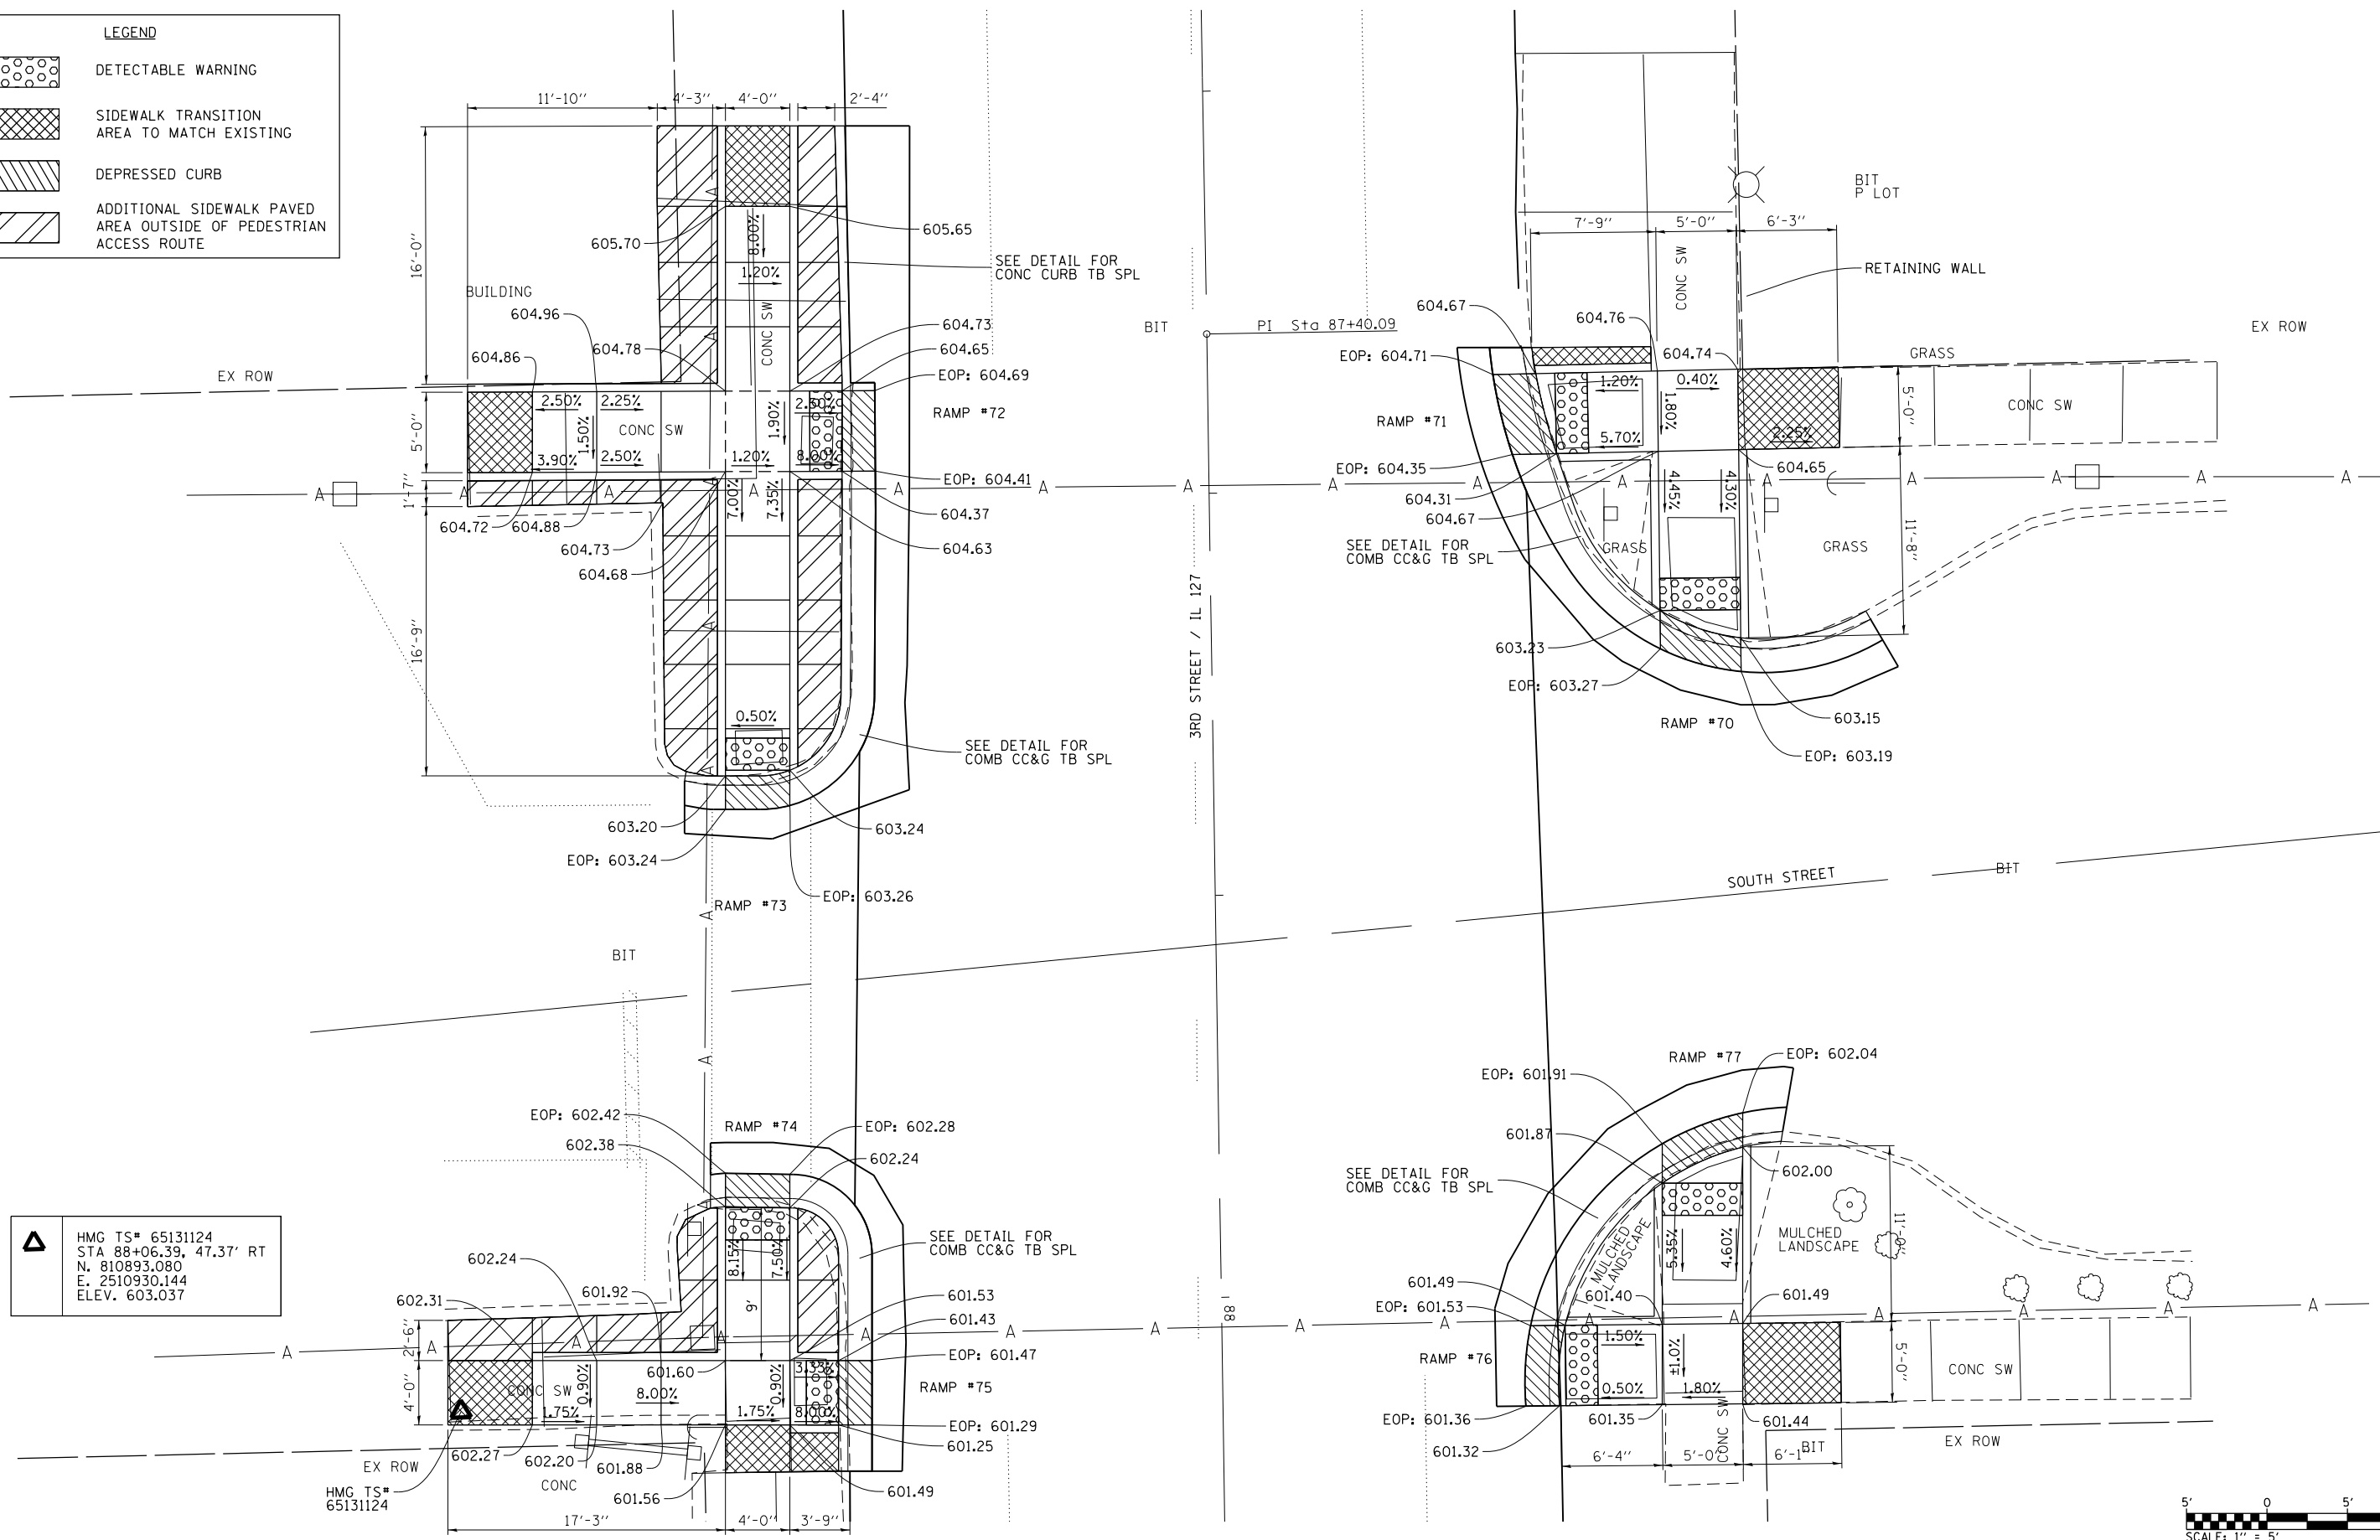 LEGEND
DETECTABLE WARNING
SIDEWALK TRANSITION
AREA TO MATCH EXISTING
DEPRESSED CURB
ADDITIONAL SIDEWALK PAVED
AREA OUTSIDE OF PEDESTRIAN
ACCESS ROUTE
11'-10"
4'-3"
4'-0"
2'-4"
16'-0"
605.70
8.00%
605.65
1.20%
SEE DETAIL FOR
CONC CURB TB SPL
BUILDING
604.96
CONC SW
604.86
604.78
604.73
604.65
EOP: 604.69
EX ROW
RAMP #72
5'-0"
2.50%
2.25%
1.50%
CONC SW
1.90%
2.50%
3.90%
2.50%
1.20%
8.00%
EOP: 604.41
1'-7"
A A A A A A A A A A A A A A
7.00%
7.35%
604.37
604.72
604.88
604.73
604.63
604.68
16'-9"
A
A
A
A
0.50%
SEE DETAIL FOR
COMB CC&G TB SPL
603.20
603.24
EOP: 603.24
EOP: 603.26
RAMP #73
A
A
BIT
BIT
PI Sta 87+40.09
3RD STREET / IL 127
88
BIT
P LOT
7'-9"
5'-0"
6'-3"
CONC SW
RETAINING WALL
604.67
604.76
EX ROW
EOP: 604.71
604.74
GRASS
1.20%
0.40%
5'-0"
CONC SW
RAMP #71
1.80%
5.70%
2.25%
EOP: 604.35
604.65
604.31
604.67
4.45%
4.30%
SEE DETAIL FOR
COMB CC&G TB SPL
GRASS
GRASS
11'-8"
603.23
EOP: 603.27
603.15
RAMP #70
EOP: 603.19
SOUTH STREET
BIT
RAMP #74
EOP: 602.42
EOP: 602.28
602.38
602.24
8.15%
7.50%
SEE DETAIL FOR
COMB CC&G TB SPL
HMG TS# 65131124
STA 88+06.39, 47.37' RT
N. 810893.080
E. 2510930.144
ELEV. 603.037
602.24
9'
602.31
601.92
601.53
601.43
2'-6"
A A A A A A A A A A A A A A A
EOP: 601.47
601.60
3.33%
4'-0"
CONC SW
0.90%
8.00%
0.90%
RAMP #75
1.75%
1.75%
8.00%
EOP: 601.29
601.25
602.27
602.20
601.88
EX ROW
CONC
HMG TS#
65131124
601.56
601.49
17'-3"
4'-0"
3'-9"
RAMP #77
EOP: 602.04
EOP: 601.91
601.87
602.00
SEE DETAIL FOR
COMB CC&G TB SPL
MULCHED
LANDSCAPE
5.35%
4.60%
MULCHED
LANDSCAPE
11'-0"
601.49
601.40
601.49
EOP: 601.53
1.50%
±1.0%
5'-0"
RAMP #76
0.50%
1.80%
CONC SW
EOP: 601.36
601.35
601.44
601.32
CONC SW
BIT
EX ROW
6'-4"
5'-0"
6'-1"
5' 0 5'
SCALE: 1" = 5'